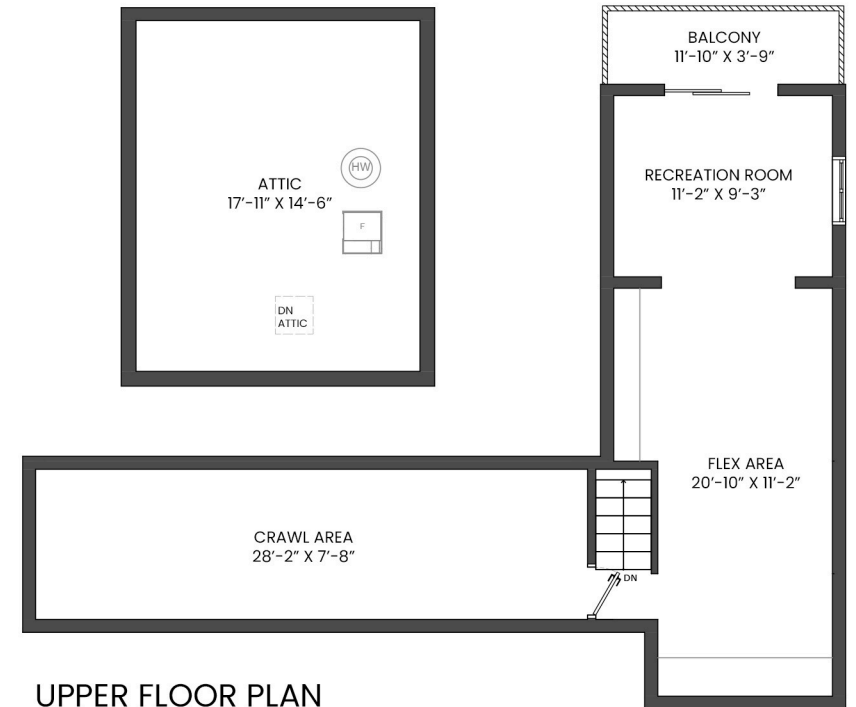 BALCONY
11’-10” X 3’-9”
RECREATION ROOM
11’-2” X 9’-3”
HW
ATTIC
17’-11” X 14’-6”
F
DN
ATTIC
FLEX AREA
20’-10” X 11’-2”
CRAWL AREA
28’-2” X 7’-8”
DN
UPPER FLOOR PLAN